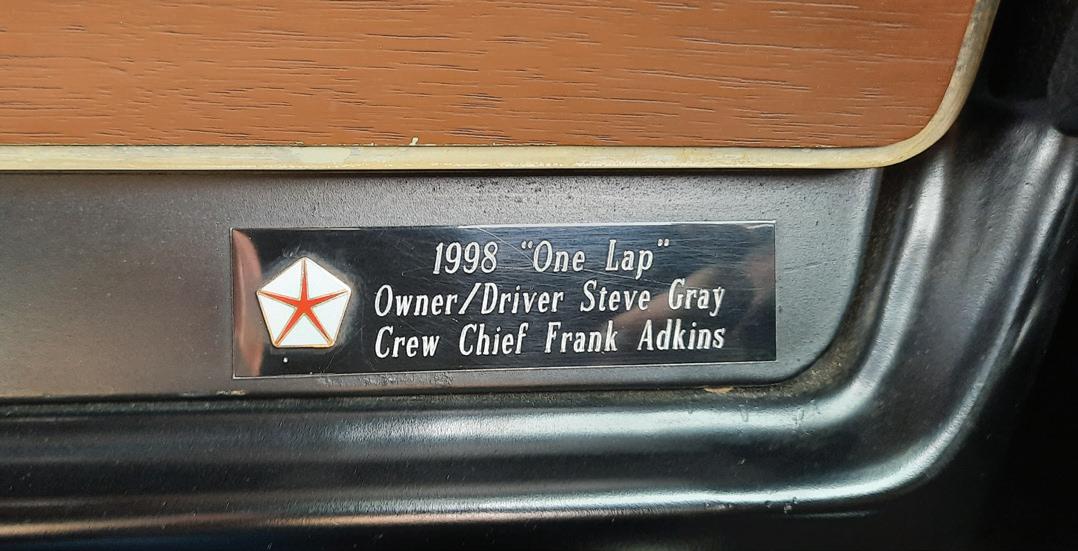 1998 "One Lap"
Owner/Driver Steve Gray
Crew Chief Frank Adkins